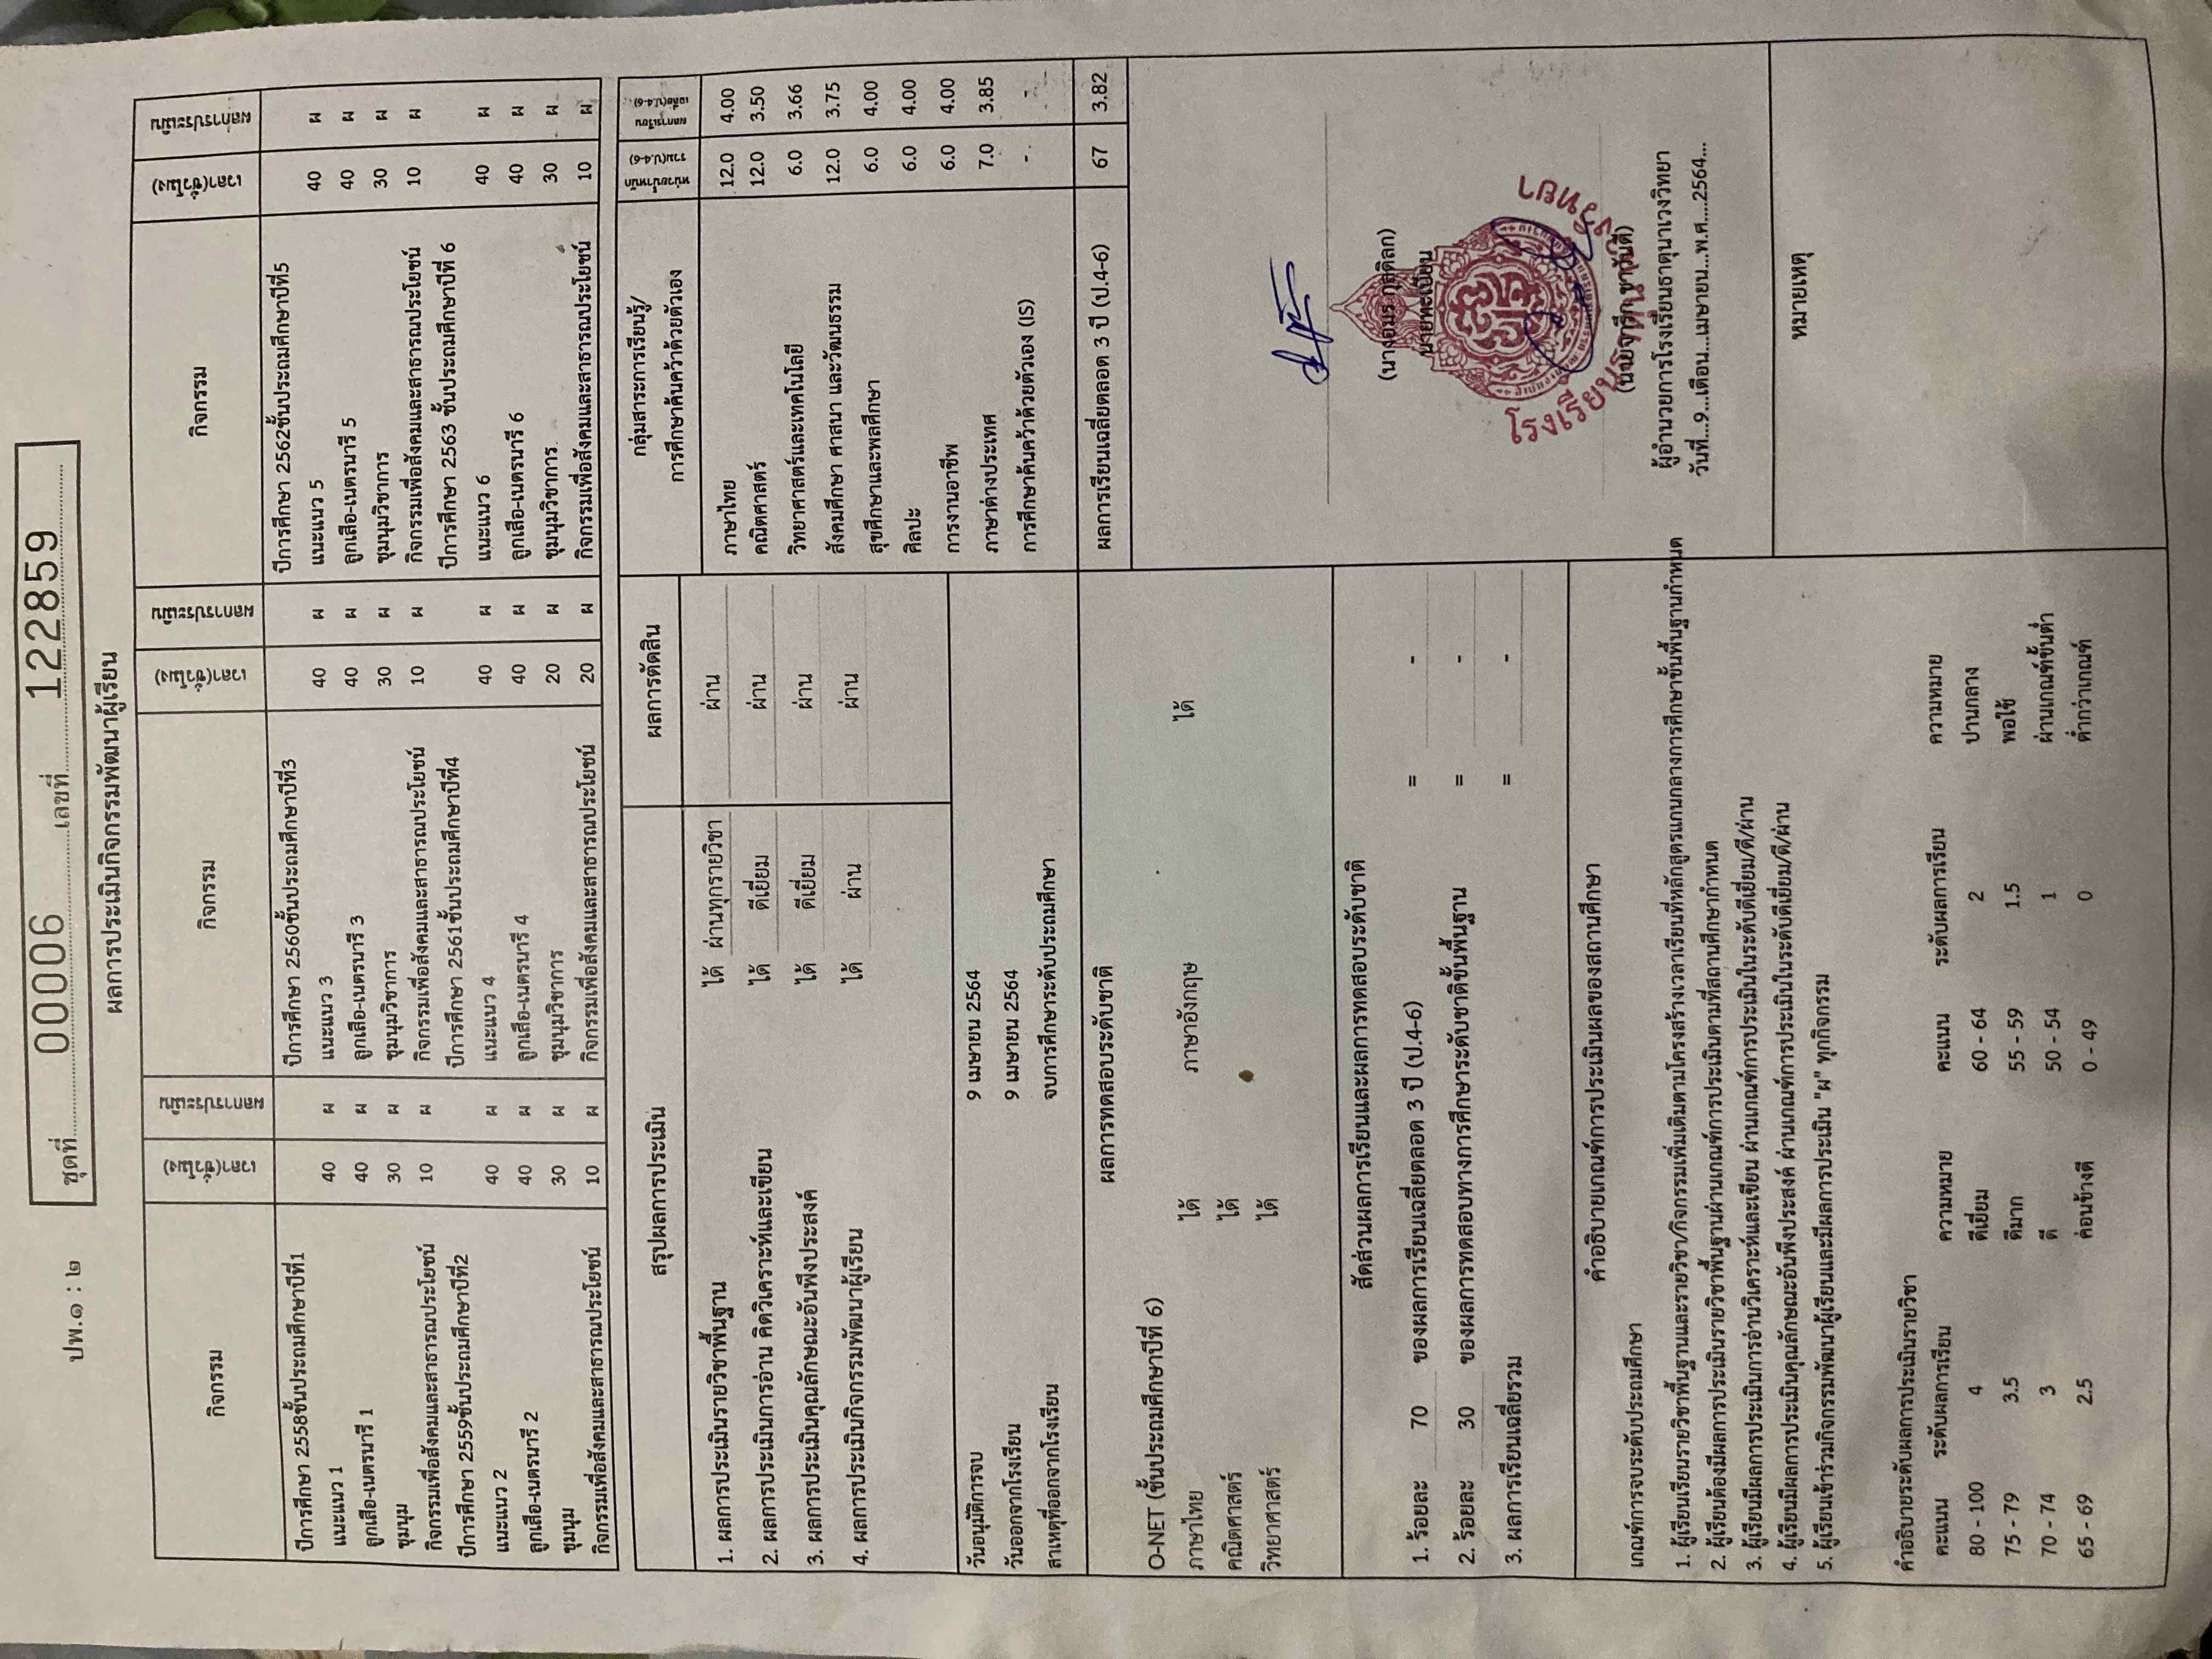 ปพ.๑ : ๒
ชุดที่ 00006 เลขที่ 122859
ผลการประเมินกิจกรรมพัฒนาผู้เรียน
กิจกรรม เวลา(ชั่วโมง) ผลการประเมิน กิจกรรม เวลา(ชั่วโมง) ผลการประเมิน กิจกรรม เวลา(ชั่วโมง) ผลการประเมิน
ปีการศึกษา 2558ชั้นประถมศึกษาปีที่1 ปีการศึกษา 2560ชั้นประถมศึกษาปีที่3 ปีการศึกษา 2562ชั้นประถมศึกษาปีที่5
แนะแนว 1 40 ผ แนะแนว 3 40 ผ แนะแนว 5 40 ผ
ลูกเสือ-เนตรนารี 1 40 ผ ลูกเสือ-เนตรนารี 3 40 ผ ลูกเสือ-เนตรนารี 5 40 ผ
ชุมนุม 30 ผ ชุมนุมวิชาการ 30 ผ ชุมนุมวิชาการ 30 ผ
กิจกรรมเพื่อสังคมและสาธารณประโยชน์ 10 ผ กิจกรรมเพื่อสังคมและสาธารณประโยชน์ 10 ผ กิจกรรมเพื่อสังคมและสาธารณประโยชน์ 10 ผ
ปีการศึกษา 2559ชั้นประถมศึกษาปีที่2 ปีการศึกษา 2561ชั้นประถมศึกษาปีที่4 ปีการศึกษา 2563 ชั้นประถมศึกษาปีที่ 6
แนะแนว 2 40 ผ แนะแนว 4 40 ผ แนะแนว 6 40 ผ
ลูกเสือ-เนตรนารี 2 40 ผ ลูกเสือ-เนตรนารี 4 40 ผ ลูกเสือ-เนตรนารี 6 40 ผ
ชุมนุม 30 ผ ชุมนุมวิชาการ 20 ผ ชุมนุมวิชาการ 30 ผ
กิจกรรมเพื่อสังคมและสาธารณประโยชน์ 10 ผ กิจกรรมเพื่อสังคมและสาธารณประโยชน์ 20 ผ กิจกรรมเพื่อสังคมและสาธารณประโยชน์ 10 ผ
สรุปผลการประเมิน ผลการตัดสิน
1. ผลการประเมินรายวิชาพื้นฐาน ได้ ผ่านทุกรายวิชา ผ่าน
2. ผลการประเมินการอ่าน คิดวิเคราะห์และเขียน ได้ ดีเยี่ยม ผ่าน
3. ผลการประเมินคุณลักษณะอันพึงประสงค์ ได้ ดีเยี่ยม ผ่าน
4. ผลการประเมินกิจกรรมพัฒนาผู้เรียน ได้ ผ่าน ผ่าน
วันอนุมัติการจบ 9 เมษายน 2564
วันออกจากโรงเรียน 9 เมษายน 2564
สาเหตุที่ออกจากโรงเรียน จบการศึกษาระดับประถมศึกษา
ผลการทดสอบระดับชาติ
O-NET (ชั้นประถมศึกษาปีที่ 6)
ภาษาไทย ได้ ภาษาอังกฤษ ได้
คณิตศาสตร์ ได้
วิทยาศาสตร์ ได้
สัดส่วนผลการเรียนและผลการทดสอบระดับชาติ
1. ร้อยละ 70 ของผลการเรียนเฉลี่ยตลอด 3 ปี (ป.4-6) = -
2. ร้อยละ 30 ของผลการทดสอบทางการศึกษาระดับชาติขั้นพื้นฐาน = -
3. ผลการเรียนเฉลี่ยรวม = -
กลุ่มสาระการเรียนรู้/
การศึกษาค้นคว้าด้วยตัวเอง
หน่วยน้ำหนัก
รวม(ป.4-6)
ผลการเรียน
เฉลี่ย(ป.4-6)
ภาษาไทย 12.0 4.00
คณิตศาสตร์ 12.0 3.50
วิทยาศาสตร์และเทคโนโลยี 6.0 3.66
สังคมศึกษา ศาสนา และวัฒนธรรม 12.0 3.75
สุขศึกษาและพลศึกษา 6.0 4.00
ศิลปะ 6.0 4.00
การงานอาชีพ 6.0 4.00
ภาษาต่างประเทศ 7.0 3.85
การศึกษาค้นคว้าด้วยตัวเอง (IS) - -
ผลการเรียนเฉลี่ยตลอด 3 ปี (ป.4-6) 67 3.82
นายทะเบียน
ผู้อำนวยการโรงเรียนธาตุนาเวงวิทยา
วันที่...9...เดือน...เมษายน...พ.ศ.....2564...
หมายเหตุ
คำอธิบายเกณฑ์การประเมินผลของสถานศึกษา
เกณฑ์การจบระดับประถมศึกษา
1. ผู้เรียนเรียนรายวิชาพื้นฐานและรายวิชา/กิจกรรมเพิ่มเติมตามโครงสร้างเวลาเรียนที่หลักสูตรแกนกลางการศึกษาขั้นพื้นฐานกำหนด
2. ผู้เรียนต้องมีผลการประเมินรายวิชาพื้นฐานผ่านเกณฑ์การประเมินตามที่สถานศึกษากำหนด
3. ผู้เรียนมีผลการประเมินการอ่านวิเคราะห์และเขียน ผ่านเกณฑ์การประเมินในระดับดีเยี่ยม/ดี/ผ่าน
4. ผู้เรียนมีผลการประเมินคุณลักษณะอันพึงประสงค์ ผ่านเกณฑ์การประเมินในระดับดีเยี่ยม/ดี/ผ่าน
5. ผู้เรียนเข้าร่วมกิจกรรมพัฒนาผู้เรียนและมีผลการประเมิน "ผ" ทุกกิจกรรม
คำอธิบายระดับผลการประเมินรายวิชา
คะแนน ระดับผลการเรียน ความหมาย คะแนน ระดับผลการเรียน ความหมาย
80 - 100 4 ดีเยี่ยม 60 - 64 2 ปานกลาง
75 - 79 3.5 ดีมาก 55 - 59 1.5 พอใช้
70 - 74 3 ดี 50 - 54 1 ผ่านเกณฑ์ขั้นต่ำ
65 - 69 2.5 ค่อนข้างดี 0 - 49 0 ต่ำกว่าเกณฑ์